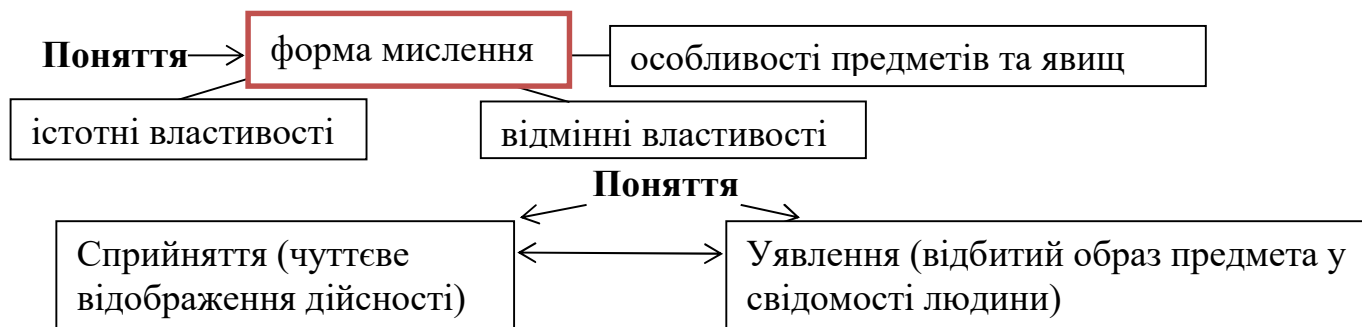 Поняття
форма мислення
особливості предметів та явищ
істотні властивості
відмінні властивості
Поняття
Сприйняття (чуттєве
відображення дійсності)
Уявлення (відбитий образ предмета у
свідомості людини)